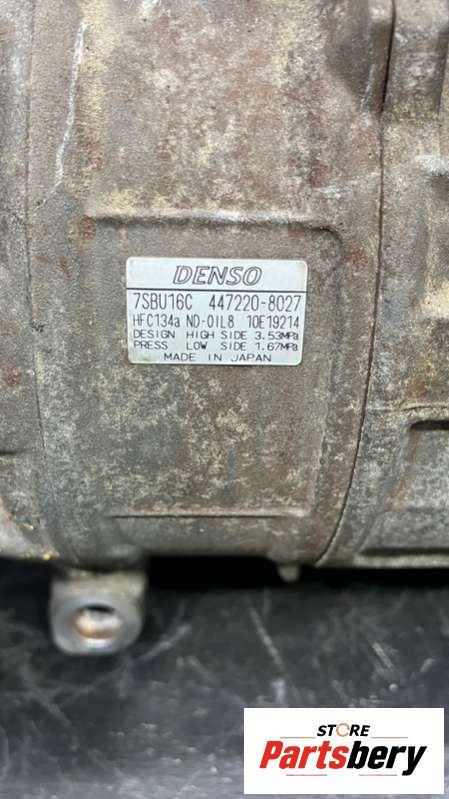 DENSO
7SBU16C 447220-8027
HFC134a ND-OIL8 10E19214
DESIGN HIGH SIDE 3.53MPa
PRESS LOW SIDE 1.67MPa
MADE IN JAPAN
STORE
Partsbery